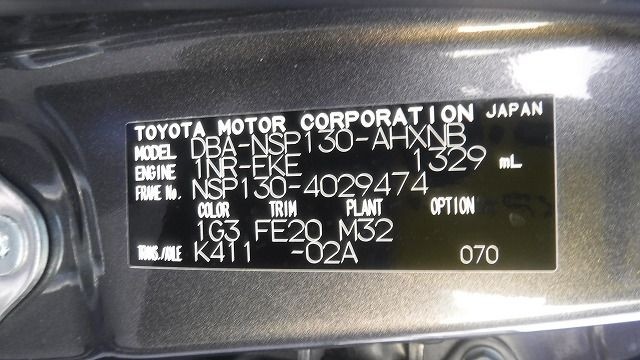 TOYOTA MOTOR CORPORATION JAPAN
MODEL DBA-NSP130-AHXNB
ENGINE 1NR-FKE 1329 mL
FRAME No. NSP130-4029474
COLOR TRIM PLANT OPTION
1G3 FE20 M32
TRANS./AXLE K411 -02A 070